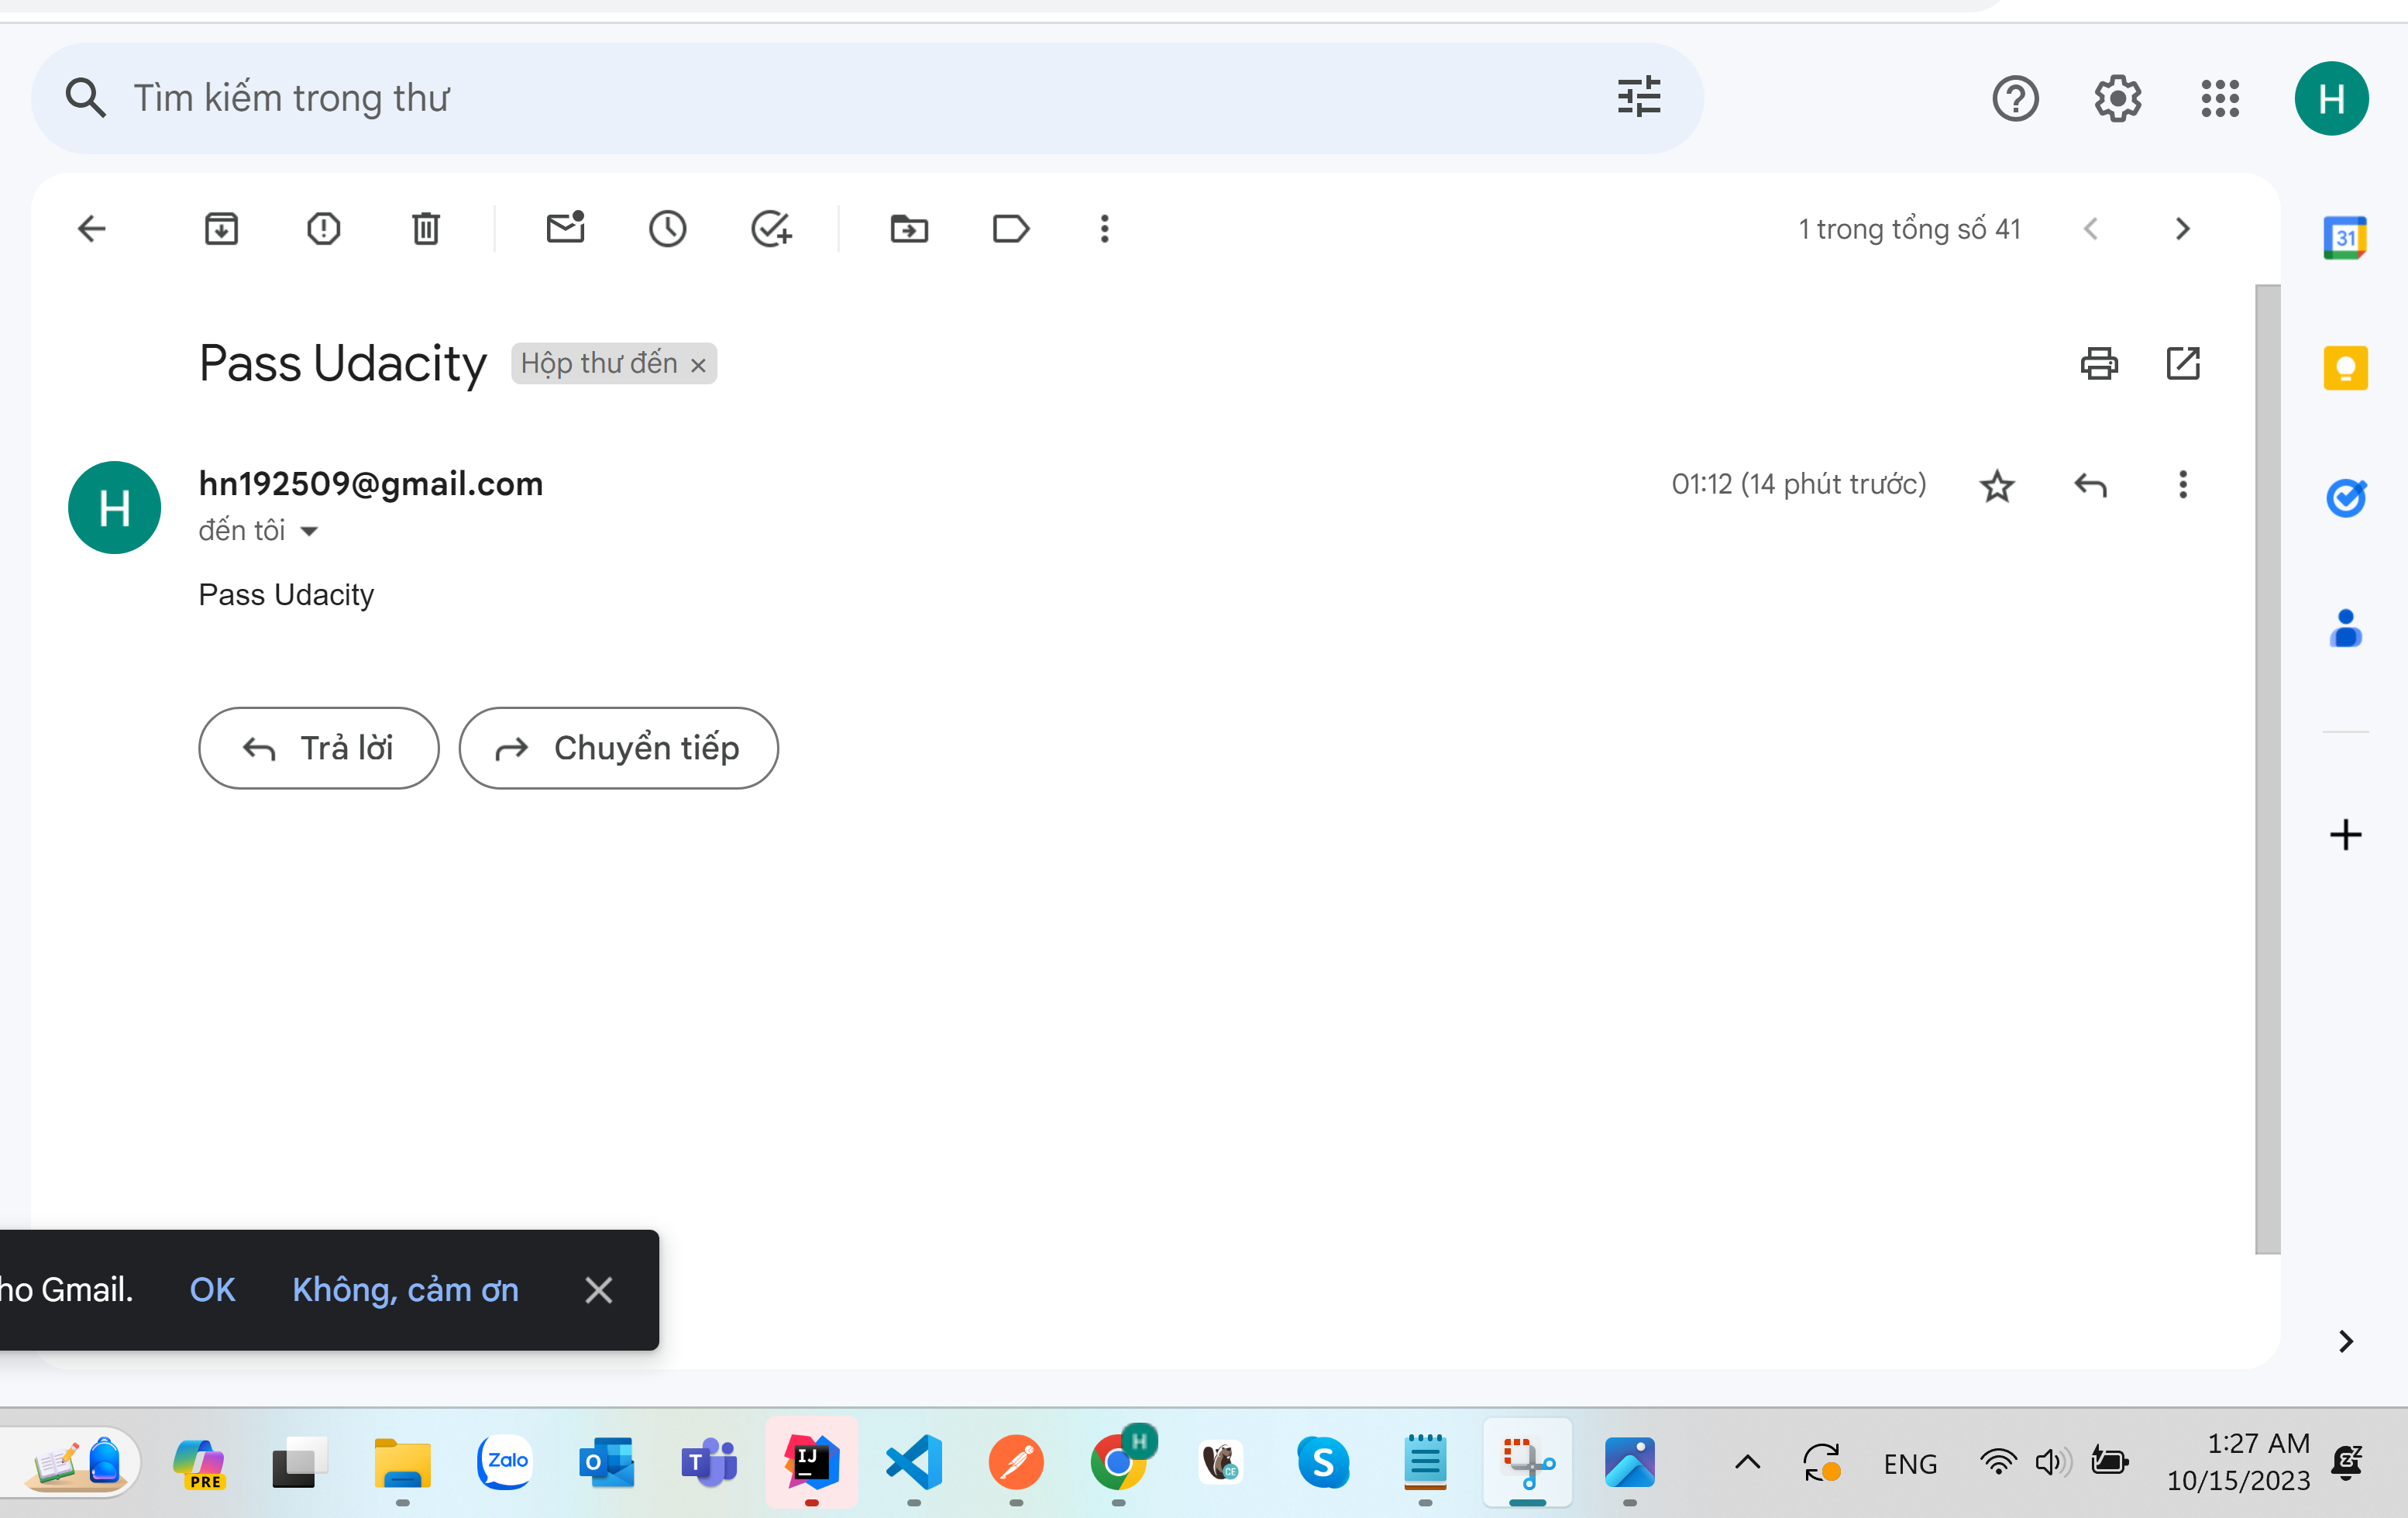 Tìm kiếm trong thư
H
1 trong tổng số 41
31
Pass Udacity Hộp thư đến
H
hn192509@gmail.com
01:12 (14 phút trước)
đến tôi
Pass Udacity
Trả lời
Chuyển tiếp
ho Gmail. OK Không, cảm ơn
PRE
Zalo
O
T
IJ
H
CE
S
ENG
1:27 AM
10/15/2023